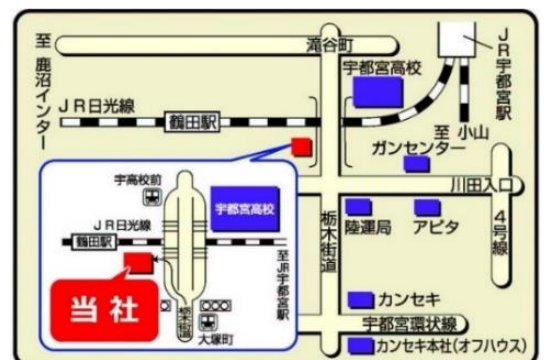 至 鹿沼インター
滝谷町
JR宇都宮駅
宇都宮高校
JR日光線
鶴田駅
至 小山
ガンセンター
川田入口
宇高校前
宇都宮高校
JR日光線
鶴田駅
至JR宇都宮駅
当社
栃木街道
大塚町
栃木街道
陸運局
アピタ
4号線
カンセキ
宇都宮環状線
カンセキ本社(オフハウス)